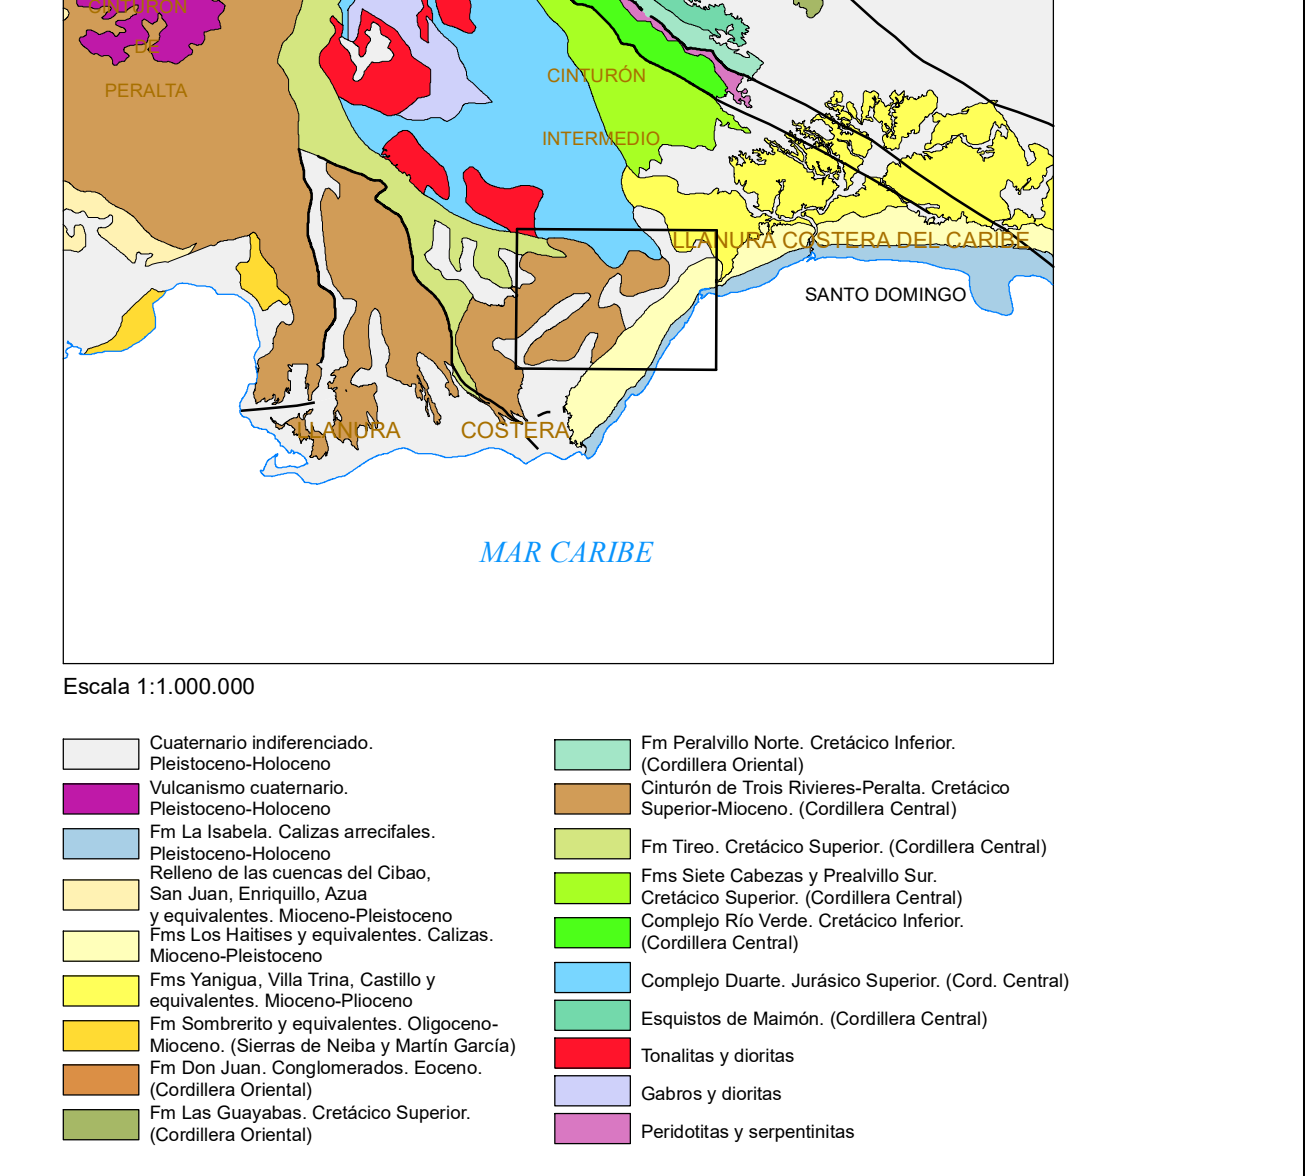 CINTURÓN
DE
PERALTA
CINTURÓN
INTERMEDIO
LLANURA COSTERA DEL CARIBE
SANTO DOMINGO
LLANURA COSTERA
MAR CARIBE
Escala 1:1.000.000
Cuaternario indiferenciado.
Pleistoceno-Holoceno
Vulcanismo cuaternario.
Pleistoceno-Holoceno
Fm La Isabela. Calizas arrecifales.
Pleistoceno-Holoceno
Relleno de las cuencas del Cibao,
San Juan, Enriquillo, Azua
y equivalentes. Mioceno-Pleistoceno
Fms Los Haitises y equivalentes. Calizas.
Mioceno-Pleistoceno
Fms Yanigua, Villa Trina, Castillo y
equivalentes. Mioceno-Plioceno
Fm Sombrerito y equivalentes. Oligoceno-
Mioceno. (Sierras de Neiba y Martín García)
Fm Don Juan. Conglomerados. Eoceno.
(Cordillera Oriental)
Fm Las Guayabas. Cretácico Superior.
(Cordillera Oriental)
Fm Peralvillo Norte. Cretácico Inferior.
(Cordillera Oriental)
Cinturón de Trois Rivieres-Peralta. Cretácico
Superior-Mioceno. (Cordillera Central)
Fm Tireo. Cretácico Superior. (Cordillera Central)
Fms Siete Cabezas y Prealvillo Sur.
Cretácico Superior. (Cordillera Central)
Complejo Río Verde. Cretácico Inferior.
(Cordillera Central)
Complejo Duarte. Jurásico Superior. (Cord. Central)
Esquistos de Maimón. (Cordillera Central)
Tonalitas y dioritas
Gabros y dioritas
Peridotitas y serpentinitas